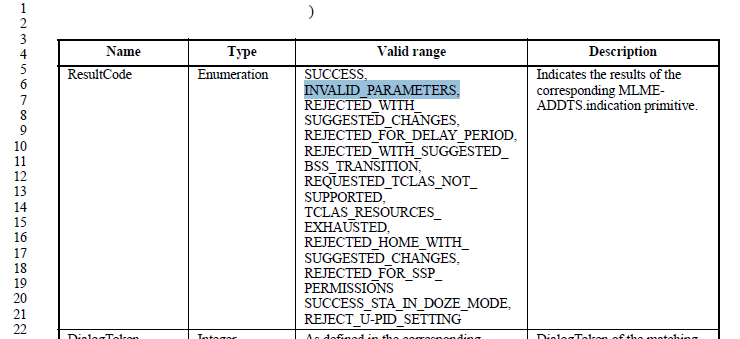 1
)
2
3
4 Name Type Valid range Description
5 ResultCode Enumeration SUCCESS, Indicates the results of the
6 INVALID_PARAMETERS, corresponding MLME-
7 REJECTED_WITH_ ADDTS.indication primitive.
8 SUGGESTED_CHANGES,
9 REJECTED_FOR_DELAY_PERIOD,
10 REJECTED_WITH_SUGGESTED_
11 BSS_TRANSITION,
12 REQUESTED_TCLAS_NOT_
13 SUPPORTED,
14 TCLAS_RESOURCES_
15 EXHAUSTED,
16 REJECTED_HOME_WITH_
17 SUGGESTED_CHANGES,
18 REJECTED_FOR_SSP_
19 PERMISSIONS
20 SUCCESS_STA_IN_DOZE_MODE,
21 REJECT_U-PID_SETTING
22 DialogToken Integer As defined in the corresponding DialogToken of the matching